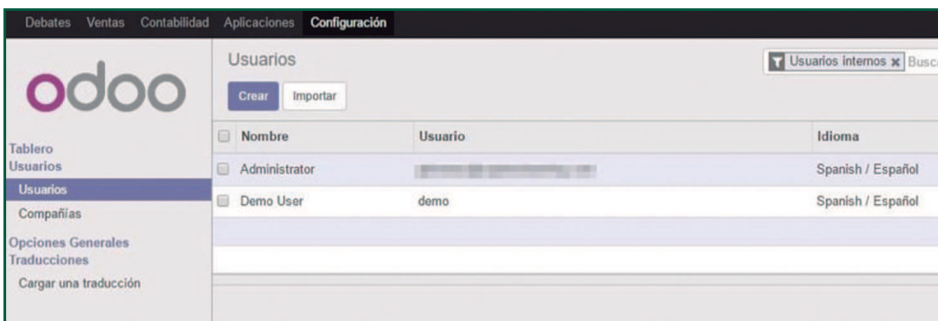 Debates Ventas Contabilidad Aplicaciones Configuración
odoo
Tablero
Usuarios
Usuarios
Compañías
Opciones Generales
Traducciones
Cargar una traducción
Usuarios
Usuarios internos x Busc
Crear Importar
Nombre Usuario Idioma
Administrator Spanish / Español
Demo User demo Spanish / Español